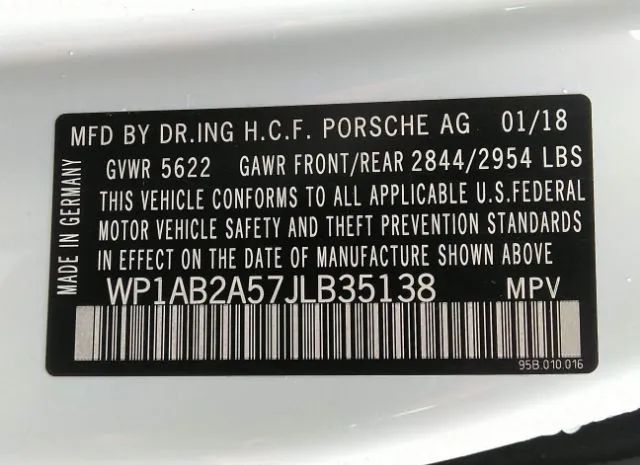 MFD BY DR.ING H.C.F. PORSCHE AG 01/18
GVWR 5622 GAWR FRONT/REAR 2844/2954 LBS
THIS VEHICLE CONFORMS TO ALL APPLICABLE U.S.FEDERAL
MOTOR VEHICLE SAFETY AND THEFT PREVENTION STANDARDS
IN EFFECT ON THE DATE OF MANUFACTURE SHOWN ABOVE
WP1AB2A57JLB35138 MPV
95B.010.016
MADE IN GERMANY